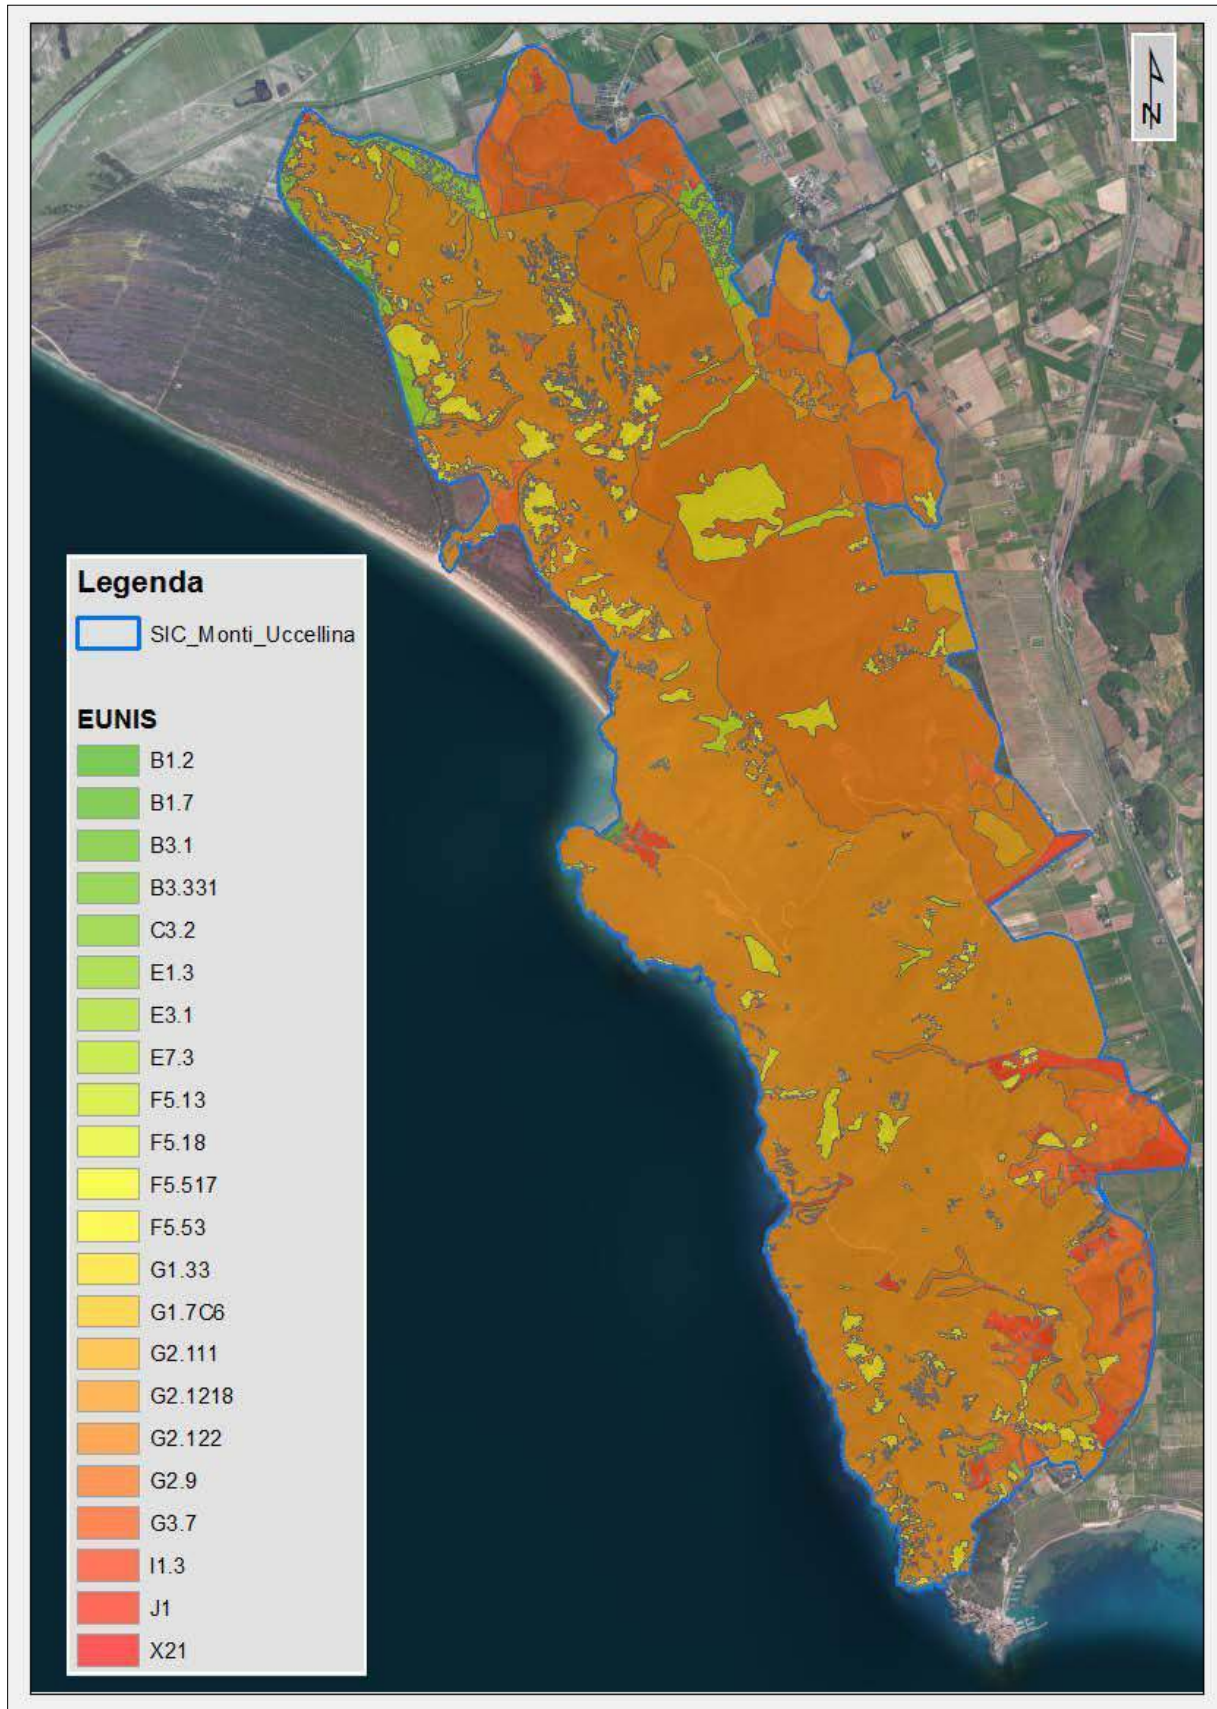 N
Legenda
SIC_Monti_Uccellina
EUNIS
B1.2
B1.7
B3.1
B3.331
C3.2
E1.3
E3.1
E7.3
F5.13
F5.18
F5.517
F5.53
G1.33
G1.7C6
G2.111
G2.1218
G2.122
G2.9
G3.7
I1.3
J1
X21